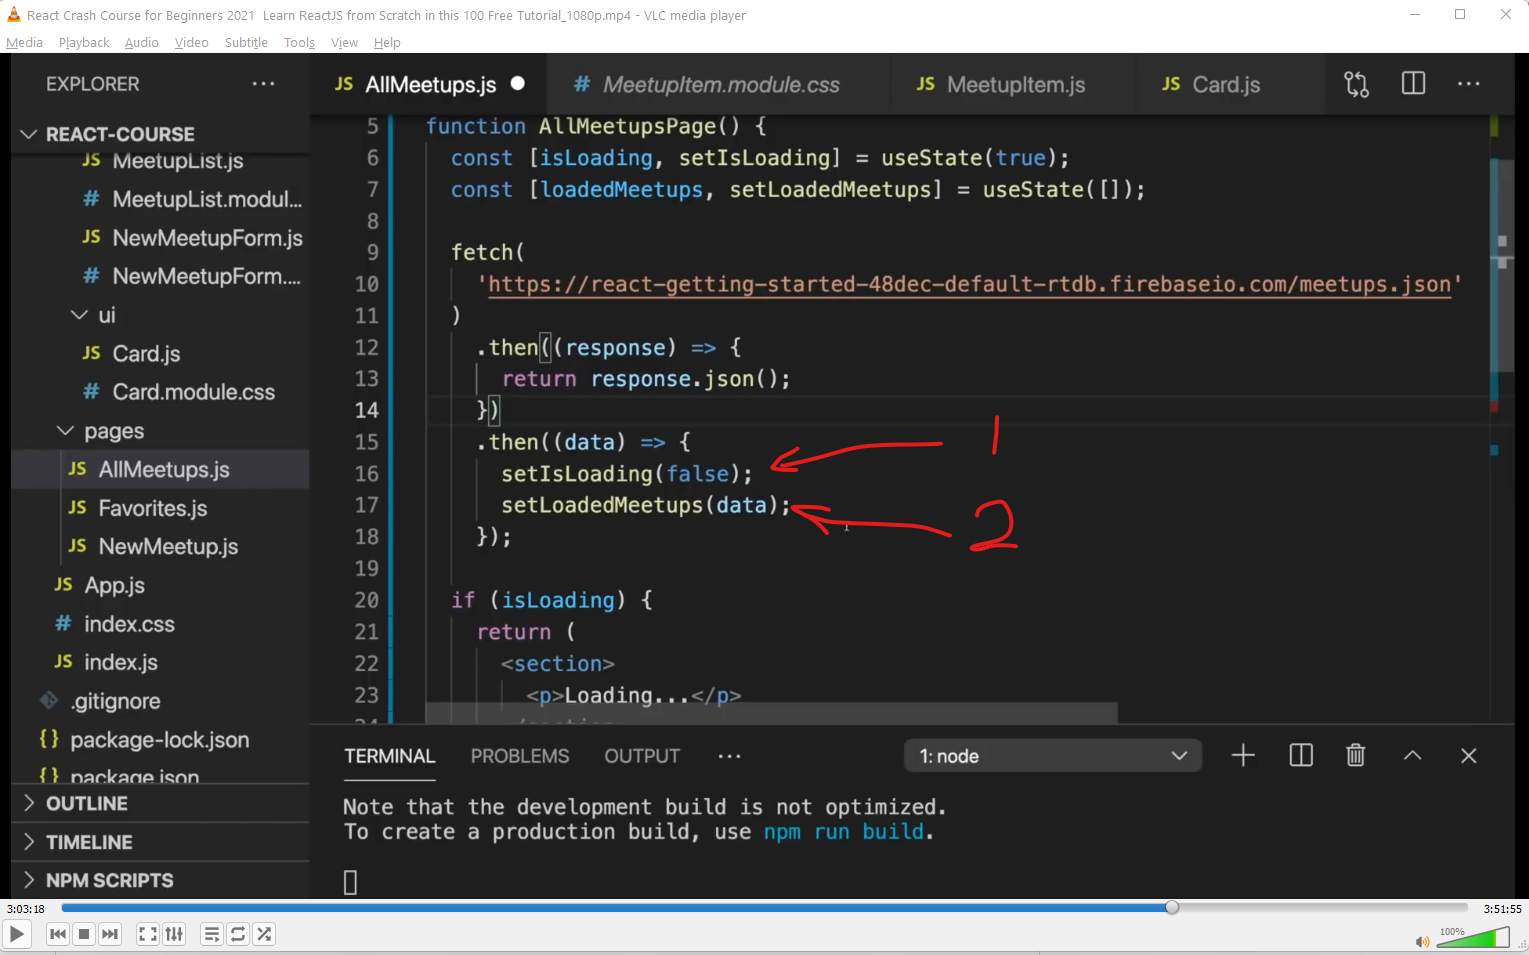 React Crash Course for Beginners 2021  Learn ReactJS from Scratch in this 100 Free Tutorial_1080p.mp4 - VLC media player
Media Playback Audio Video Subtitle Tools View Help
EXPLORER ...
REACT-COURSE
JS MeetupList.js
# MeetupList.modul...
JS NewMeetupForm.js
# NewMeetupForm....
ui
JS Card.js
# Card.module.css
pages
JS AllMeetups.js
JS Favorites.js
JS NewMeetup.js
JS App.js
# index.css
JS index.js
.gitignore
{} package-lock.json
{} package.json
OUTLINE
TIMELINE
NPM SCRIPTS
JS AllMeetups.js # MeetupItem.module.css JS MeetupItem.js JS Card.js ...
5 function AllMeetupsPage() {
6 const [isLoading, setIsLoading] = useState(true);
7 const [loadedMeetups, setLoadedMeetups] = useState([]);
8
9 fetch(
10 'https://react-getting-started-48dec-default-rtdb.firebaseio.com/meetups.json'
11 )
12 .then((response) => {
13 return response.json();
14 })
15 .then((data) => {
16 setIsLoading(false); 1
17 setLoadedMeetups(data); 2
18 });
19
20 if (isLoading) {
21 return (
22 <section>
23 <p>Loading...</p>
TERMINAL PROBLEMS OUTPUT ... 1: node
Note that the development build is not optimized.
To create a production build, use npm run build.
3:03:18 3:51:55
100%